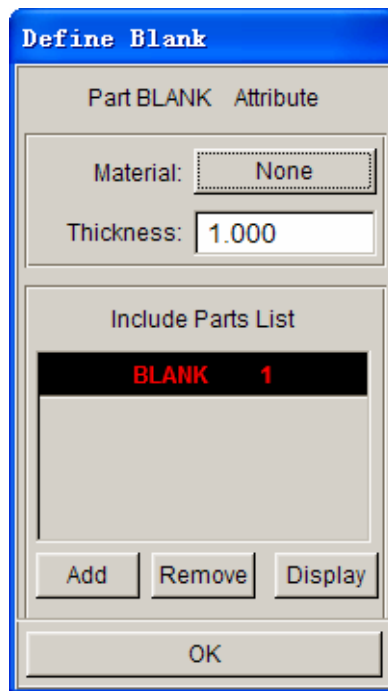 Define Blank
Part BLANK Attribute
Material: None
Thickness: 1.000
Include Parts List
BLANK 1
Add Remove Display
OK